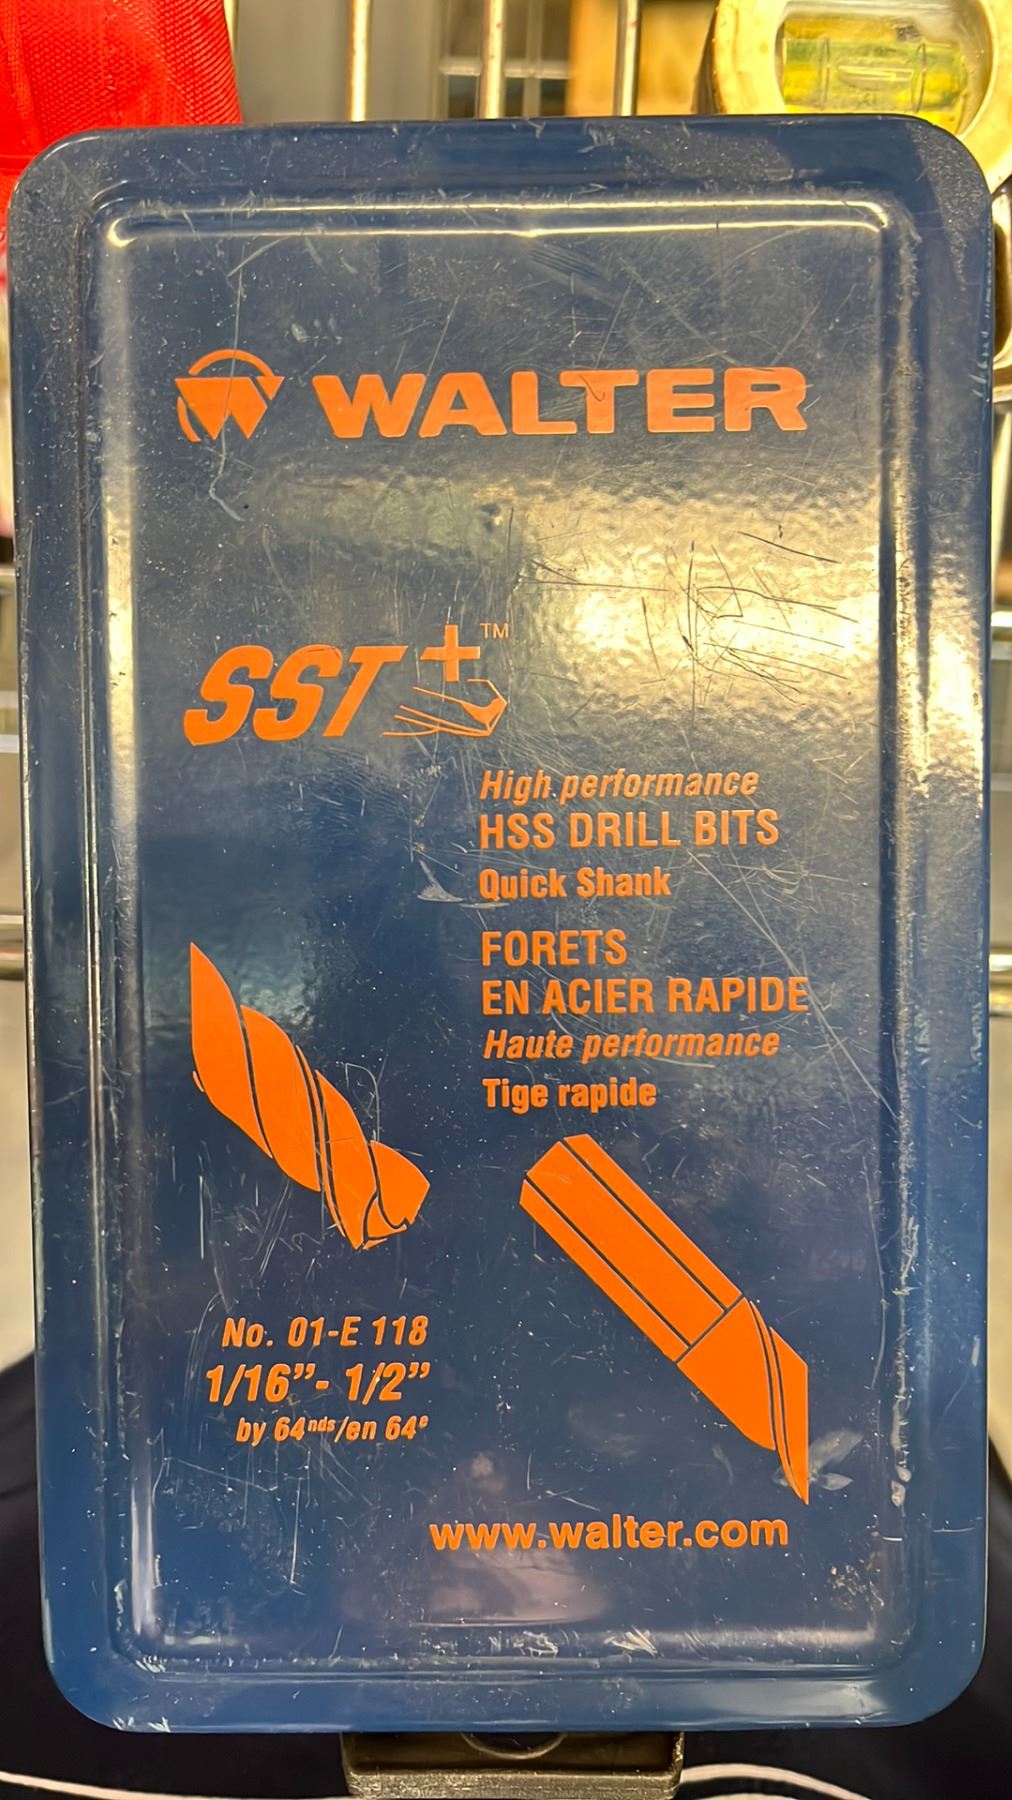 WALTER
SST+™
High performance
HSS DRILL BITS
Quick Shank
FORETS
EN ACIER RAPIDE
Haute performance
Tige rapide
No. 01-E 118
1/16”- 1/2”
by 64nds/en 64e
www.walter.com